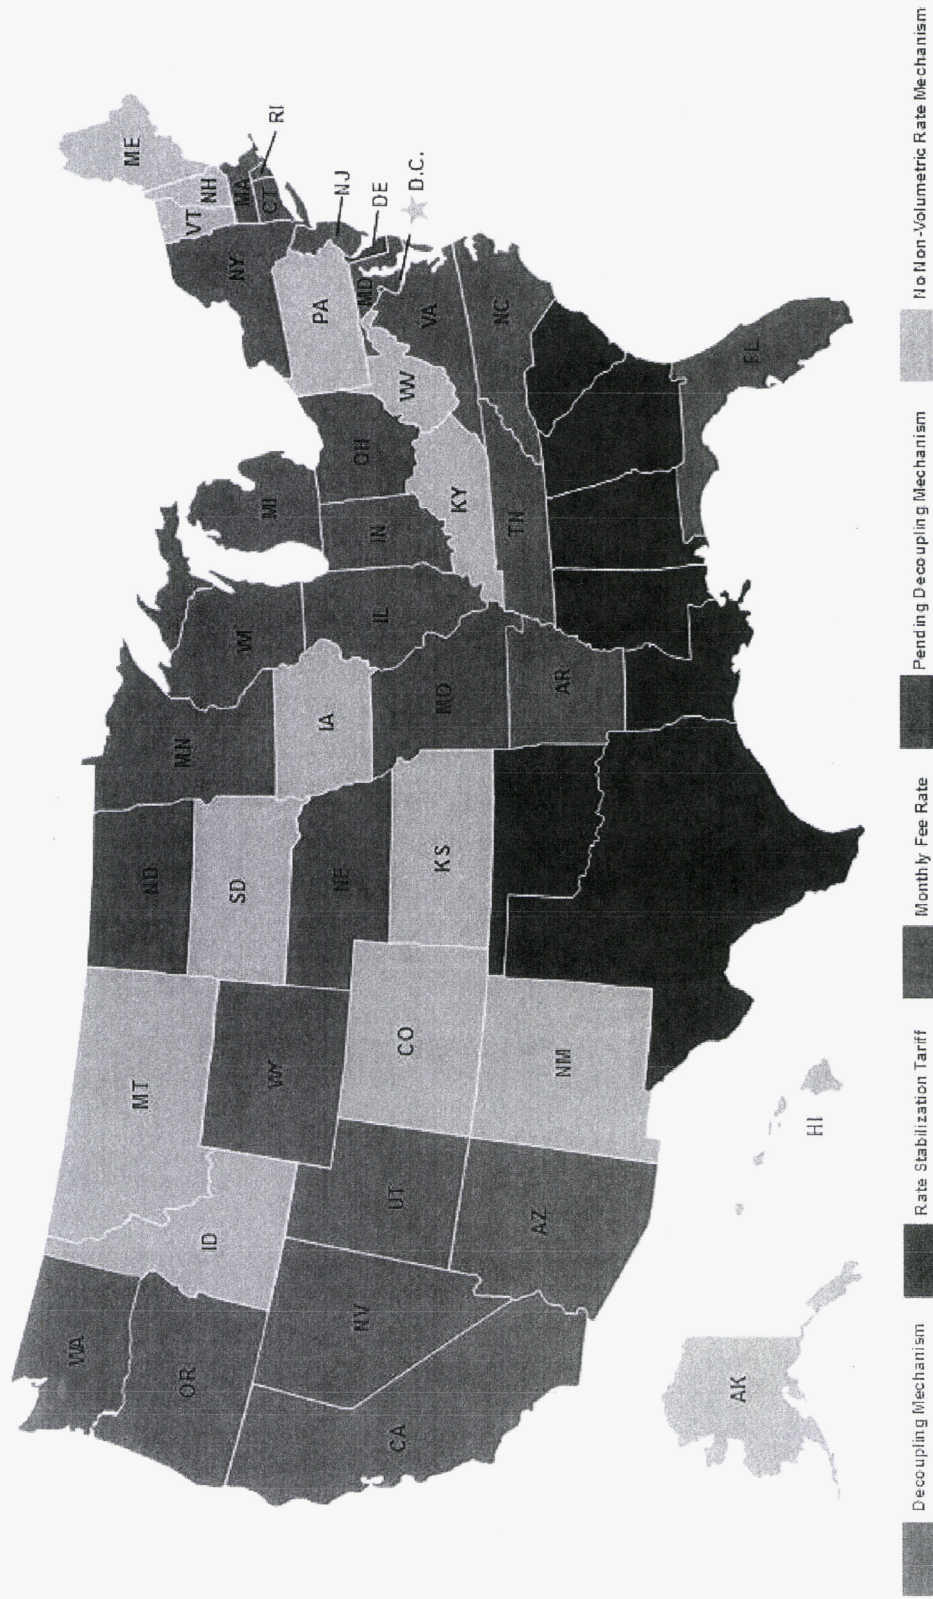 WA
MT
ND
MN
ME
VT
NH
NY
MA
CT
RI
OR
ID
WY
SD
WI
MI
PA
NJ
DE
D.C.
MD
NV
UT
NE
IA
IL
IN
OH
WV
VA
CA
CO
KS
MO
KY
NC
AZ
NM
AR
TN
FL
AK
HI
Decoupling Mechanism
Rate Stabilization Tariff
Monthly Fee Rate
Pending Decoupling Mechanism
No Non-Volumetric Rate Mechanism